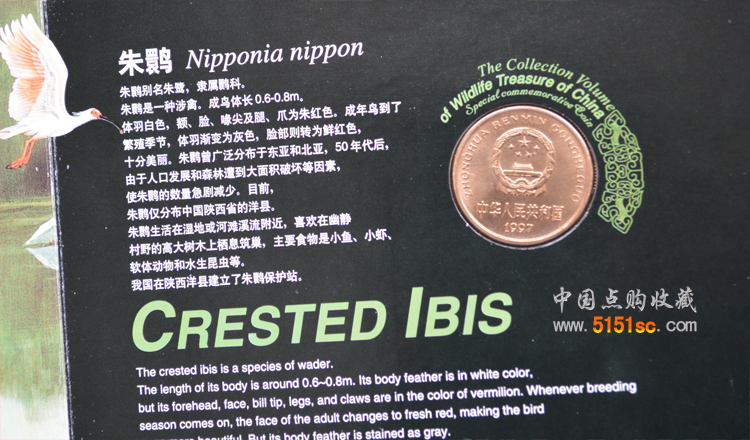 朱鹮 Nipponia nippon
朱鹮别名朱鹭，隶属鹮科。
朱鹮是一种涉禽。成鸟体长0.6-0.8m。
体羽白色，额、脸、喙尖及腿、爪为朱红色。成年鸟到了
繁殖季节，体羽渐变为灰色，脸部则转为鲜红色，
十分美丽。朱鹮曾广泛分布于东亚和北亚，50年代后，
由于人口发展和森林遭到大面积破坏等因素，
使朱鹮的数量急剧减少。目前，
朱鹮仅分布中国陕西省的洋县。
朱鹮生活在湿地或河滩溪流附近，喜欢在幽静
村野的高大树木上栖息筑巢，主要食物是小鱼、小虾、
软体动物和水生昆虫等。
我国在陕西洋县建立了朱鹮保护站。
The Collection Volume
of Wildlife Treasure of China
Special commemorative Coin
ZHONGHUA RENMIN GONGHEGUO
中华人民共和国
1997
中国点购收藏
www.5151sc.com
CRESTED IBIS
The crested ibis is a species of wader.
The length of its body is around 0.6~0.8m. Its body feather is in white color,
but its forehead, face, bill tip, legs, and claws are in the color of vermilion. Whenever breeding
season comes on, the face of the adult changes to fresh red, making the bird
more beautiful. But its body feather is stained as gray.